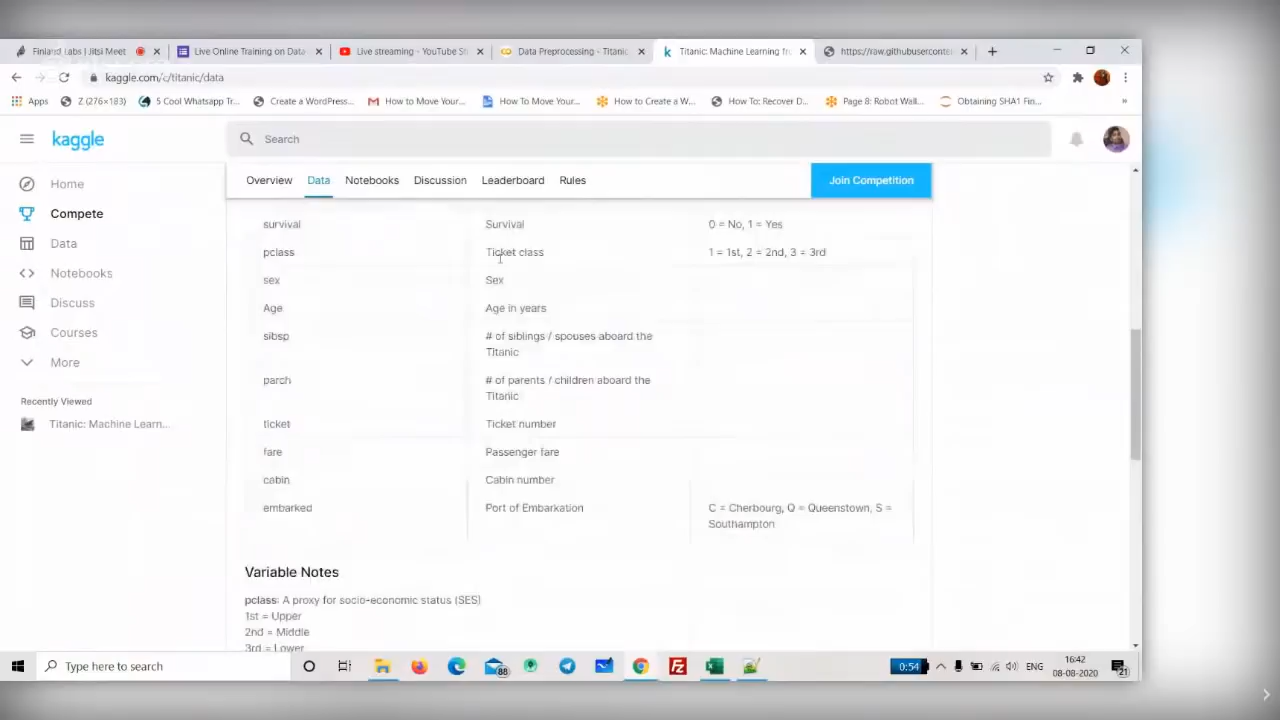 Finland Labs | Jitsi Meet
Live Online Training on Data
Live streaming - YouTube St
Data Preprocessing - Titanic
Titanic: Machine Learning fr
https://raw.githubuserconte
kaggle.com/c/titanic/data
Apps
Z (276×183)
5 Cool Whatsapp Tr...
Create a WordPress...
How to Move Your...
How To Move Your...
How to Create a W...
How To: Recover D...
Page 8: Robot Wall...
Obtaining SHA1 Fin...
»
kaggle
Search
Home
Compete
Data
Notebooks
Discuss
Courses
More
Recently Viewed
Titanic: Machine Learn...
Overview
Data
Notebooks
Discussion
Leaderboard
Rules
Join Competition
survival Survival 0 = No, 1 = Yes
pclass Ticket class 1 = 1st, 2 = 2nd, 3 = 3rd
sex Sex
Age Age in years
sibsp # of siblings / spouses aboard the
Titanic
parch # of parents / children aboard the
Titanic
ticket Ticket number
fare Passenger fare
cabin Cabin number
embarked Port of Embarkation C = Cherbourg, Q = Queenstown, S =
Southampton
Variable Notes
pclass: A proxy for socio-economic status (SES)
1st = Upper
2nd = Middle
3rd = Lower
Type here to search
88
0:54
ENG
16:42
08-08-2020
21